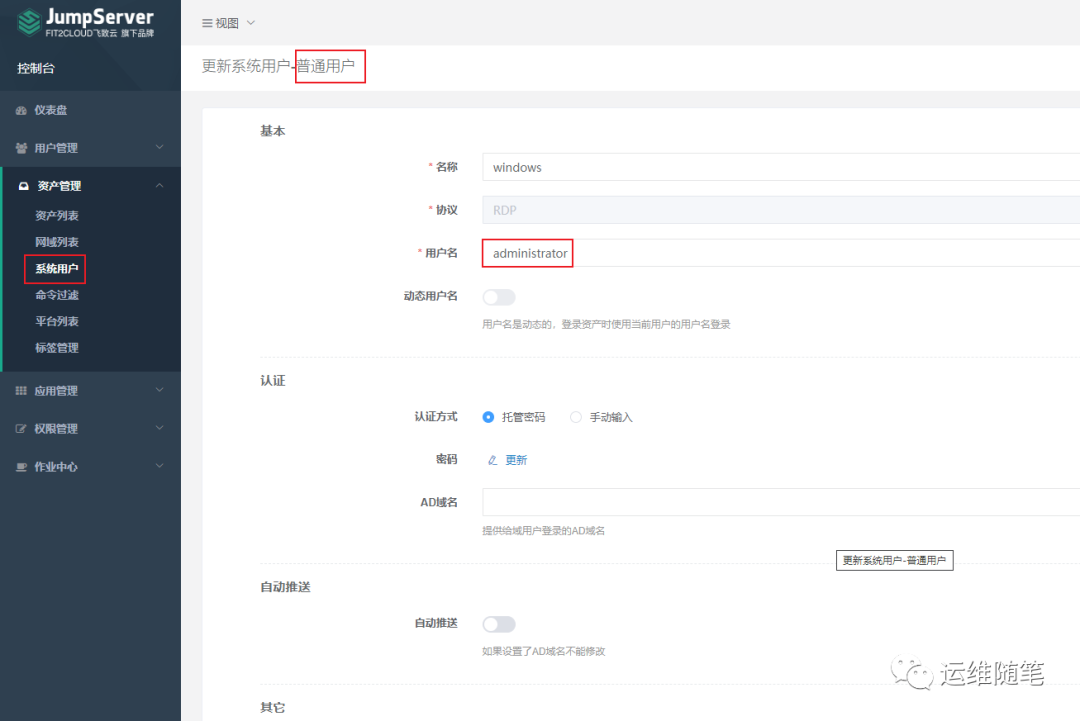 JumpServer
FIT2CLOUD飞致云 旗下品牌
控制台
仪表盘
用户管理
资产管理
资产列表
网域列表
系统用户
命令过滤
平台列表
标签管理
应用管理
权限管理
作业中心
视图
更新系统用户-普通用户
基本
* 名称
windows
* 协议
RDP
* 用户名
administrator
动态用户名
用户名是动态的，登录资产时使用当前用户的用户名登录
认证
认证方式
托管密码 手动输入
密码
更新
AD域名
提供给域用户登录的AD域名
更新系统用户-普通用户
自动推送
自动推送
如果设置了AD域名不能修改
其它
运维随笔